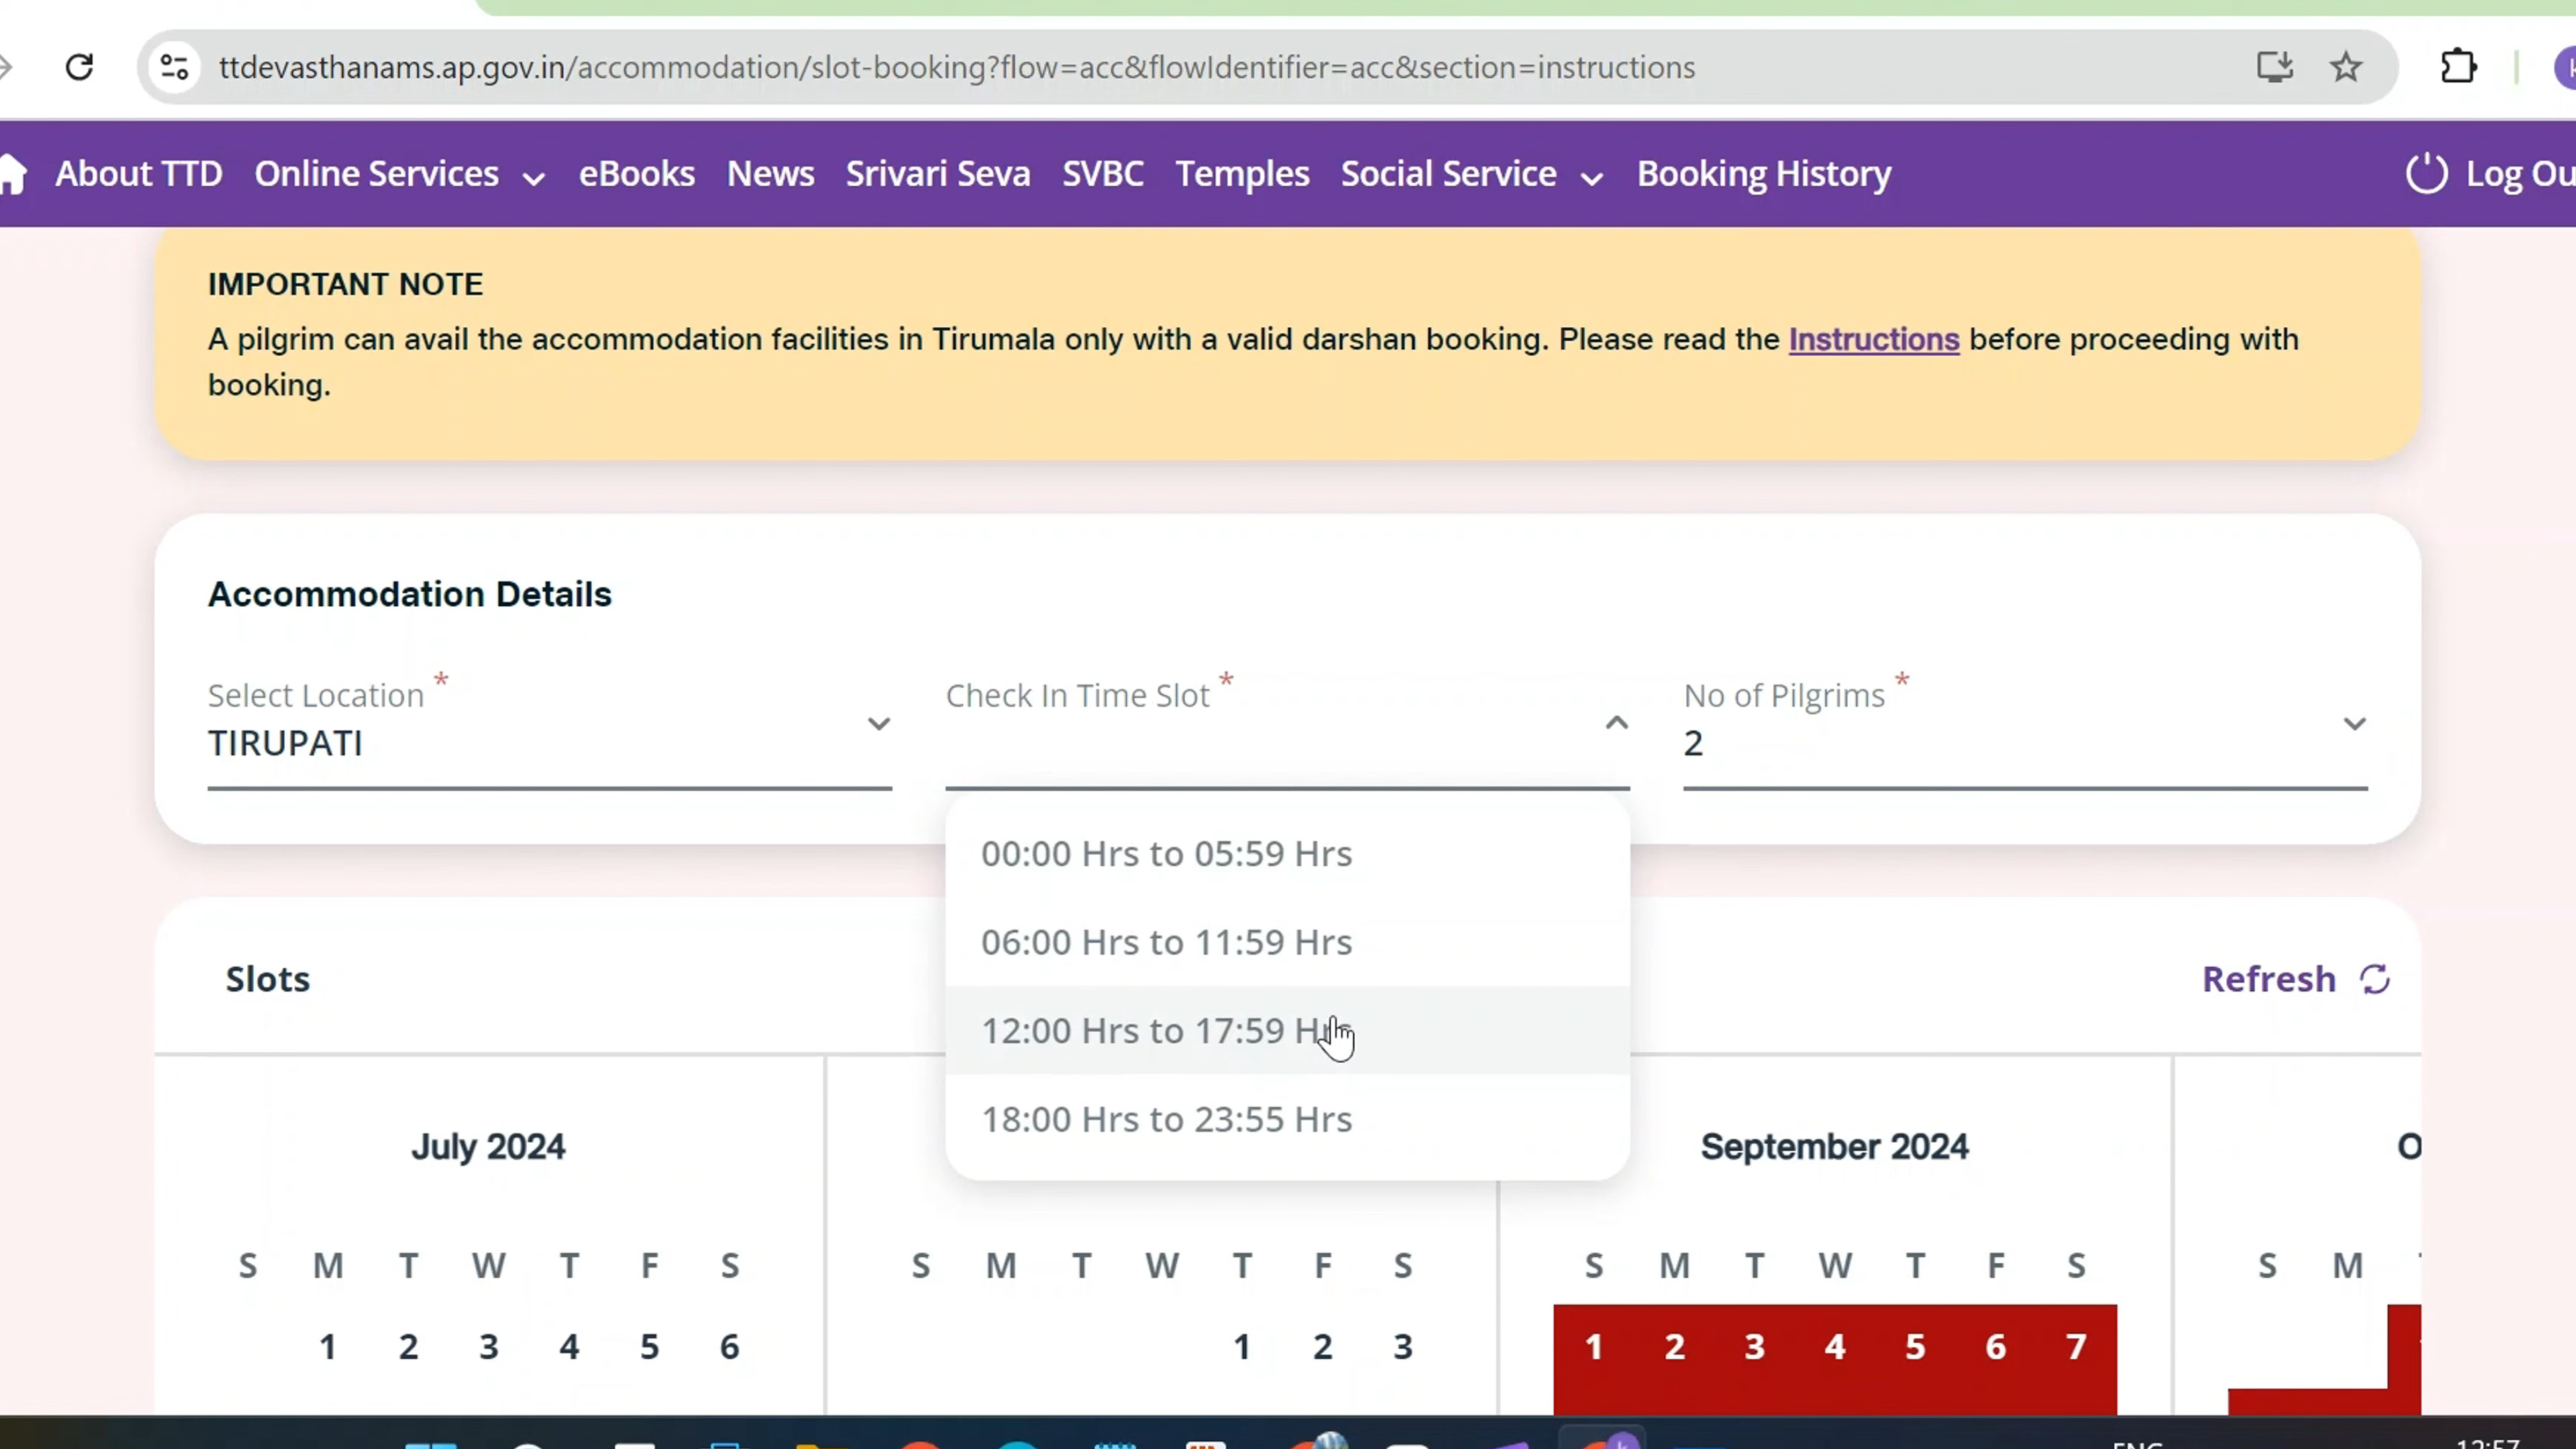 ttdevasthanams.ap.gov.in/accommodation/slot-booking?flow=acc&flowIdentifier=acc&section=instructions
About TTD Online Services eBooks News Srivari Seva SVBC Temples Social Service Booking History Log Ou
IMPORTANT NOTE
A pilgrim can avail the accommodation facilities in Tirumala only with a valid darshan booking. Please read the Instructions before proceeding with
booking.
Accommodation Details
Select Location * Check In Time Slot * No of Pilgrims *
TIRUPATI 2
00:00 Hrs to 05:59 Hrs
06:00 Hrs to 11:59 Hrs
Slots Refresh
12:00 Hrs to 17:59 Hrs
18:00 Hrs to 23:55 Hrs
July 2024 September 2024 O
S M T W T F S S M T W T F S S M T W T F S S M
1 2 3 4 5 6 1 2 3 1 2 3 4 5 6 7